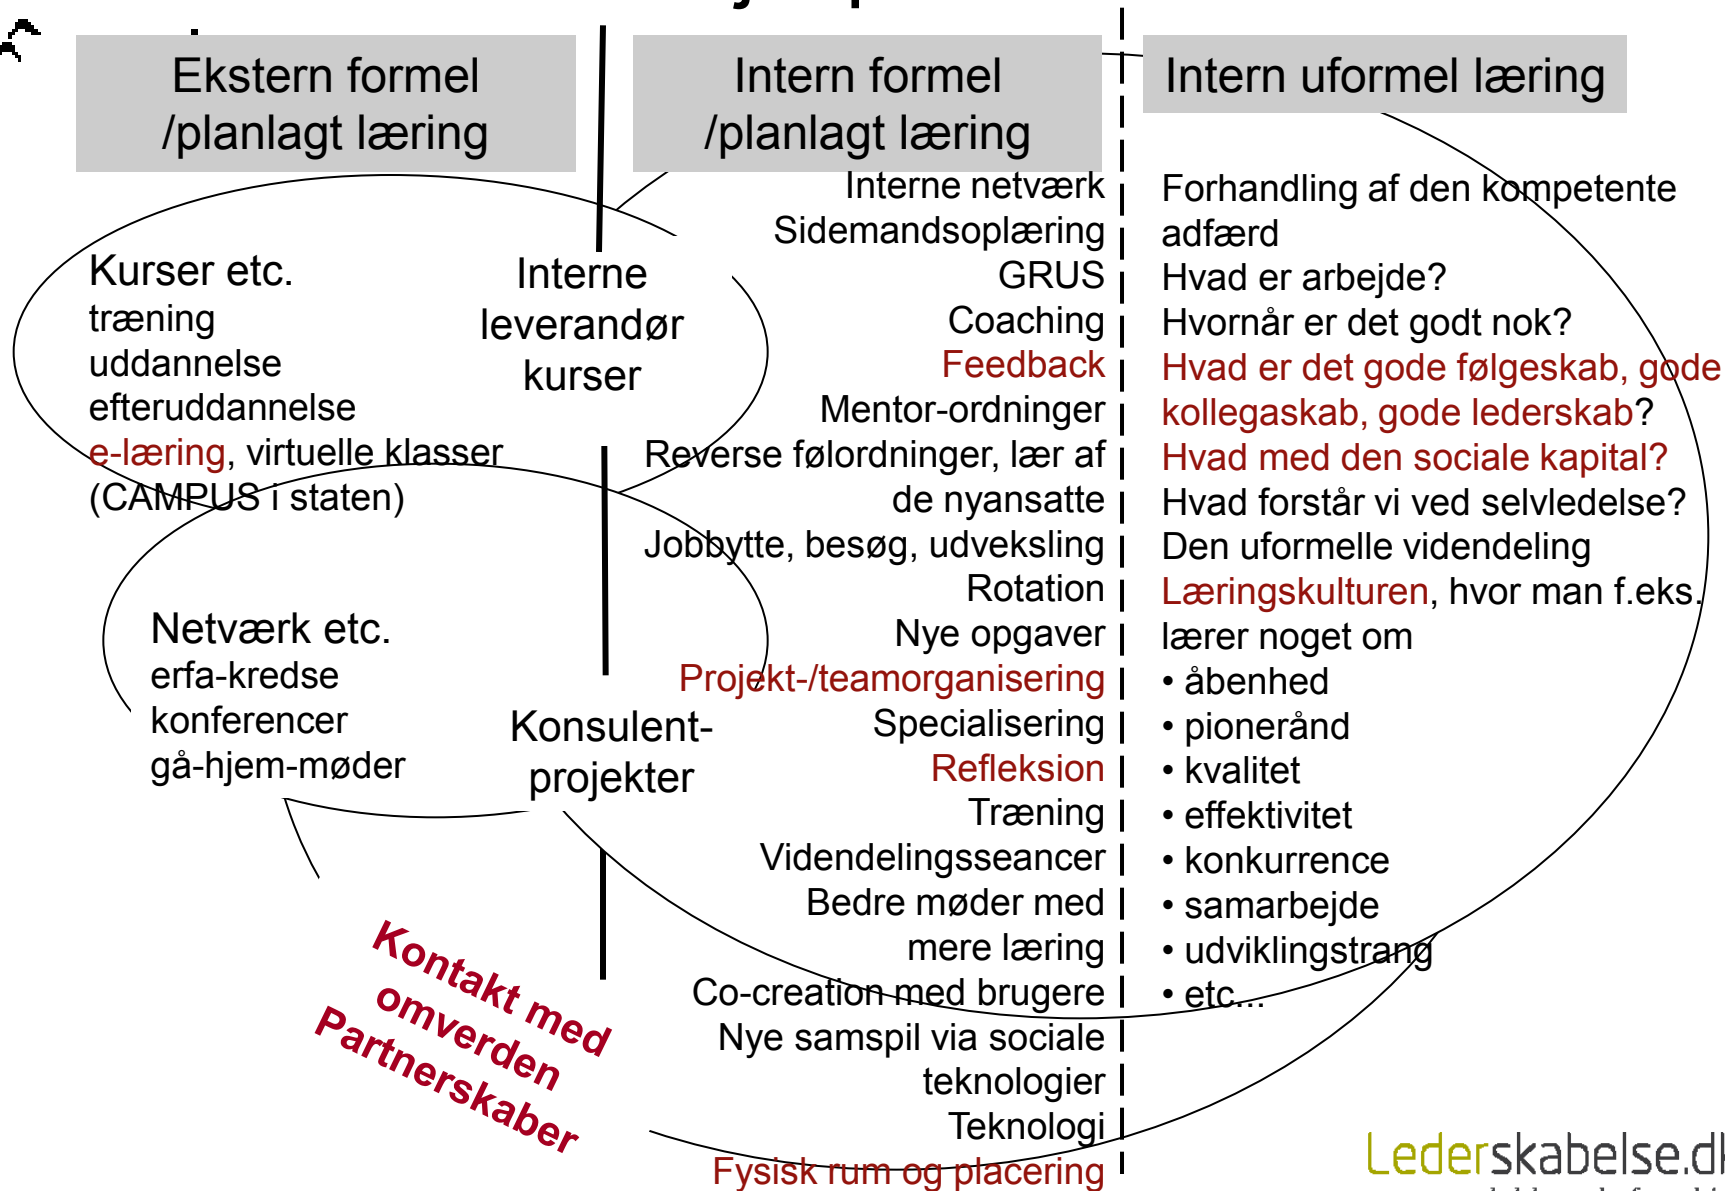 Ekstern formel
/planlagt læring
Intern formel
/planlagt læring
Intern uformel læring
Kurser etc.
træning
uddannelse
efteruddannelse
e-læring, virtuelle klasser
(CAMPUS i staten)
Interne
leverandør
kurser
Netværk etc.
erfa-kredse
konferencer
gå-hjem-møder
Konsulent-
projekter
Kontakt med
omverden
Partnerskaber
Interne netværk
Sidemandsoplæring
GRUS
Coaching
Feedback
Mentor-ordninger
Reverse følordninger, lær af
de nyansatte
Jobbytte, besøg, udveksling
Rotation
Nye opgaver
Projekt-/teamorganisering
Specialisering
Refleksion
Træning
Videndelingsseancer
Bedre møder med
mere læring
Co-creation med brugere
Nye samspil via sociale
teknologier
Teknologi
Fysisk rum og placering
Forhandling af den kompetente
adfærd
Hvad er arbejde?
Hvornår er det godt nok?
Hvad er det gode følgeskab, gode
kollegaskab, gode lederskab?
Hvad med den sociale kapital?
Hvad forstår vi ved selvledelse?
Den uformelle videndeling
Læringskulturen, hvor man f.eks.
lærer noget om
• åbenhed
• pionerånd
• kvalitet
• effektivitet
• konkurrence
• samarbejde
• udviklingstrang
• etc...
Lederskabelse.dk